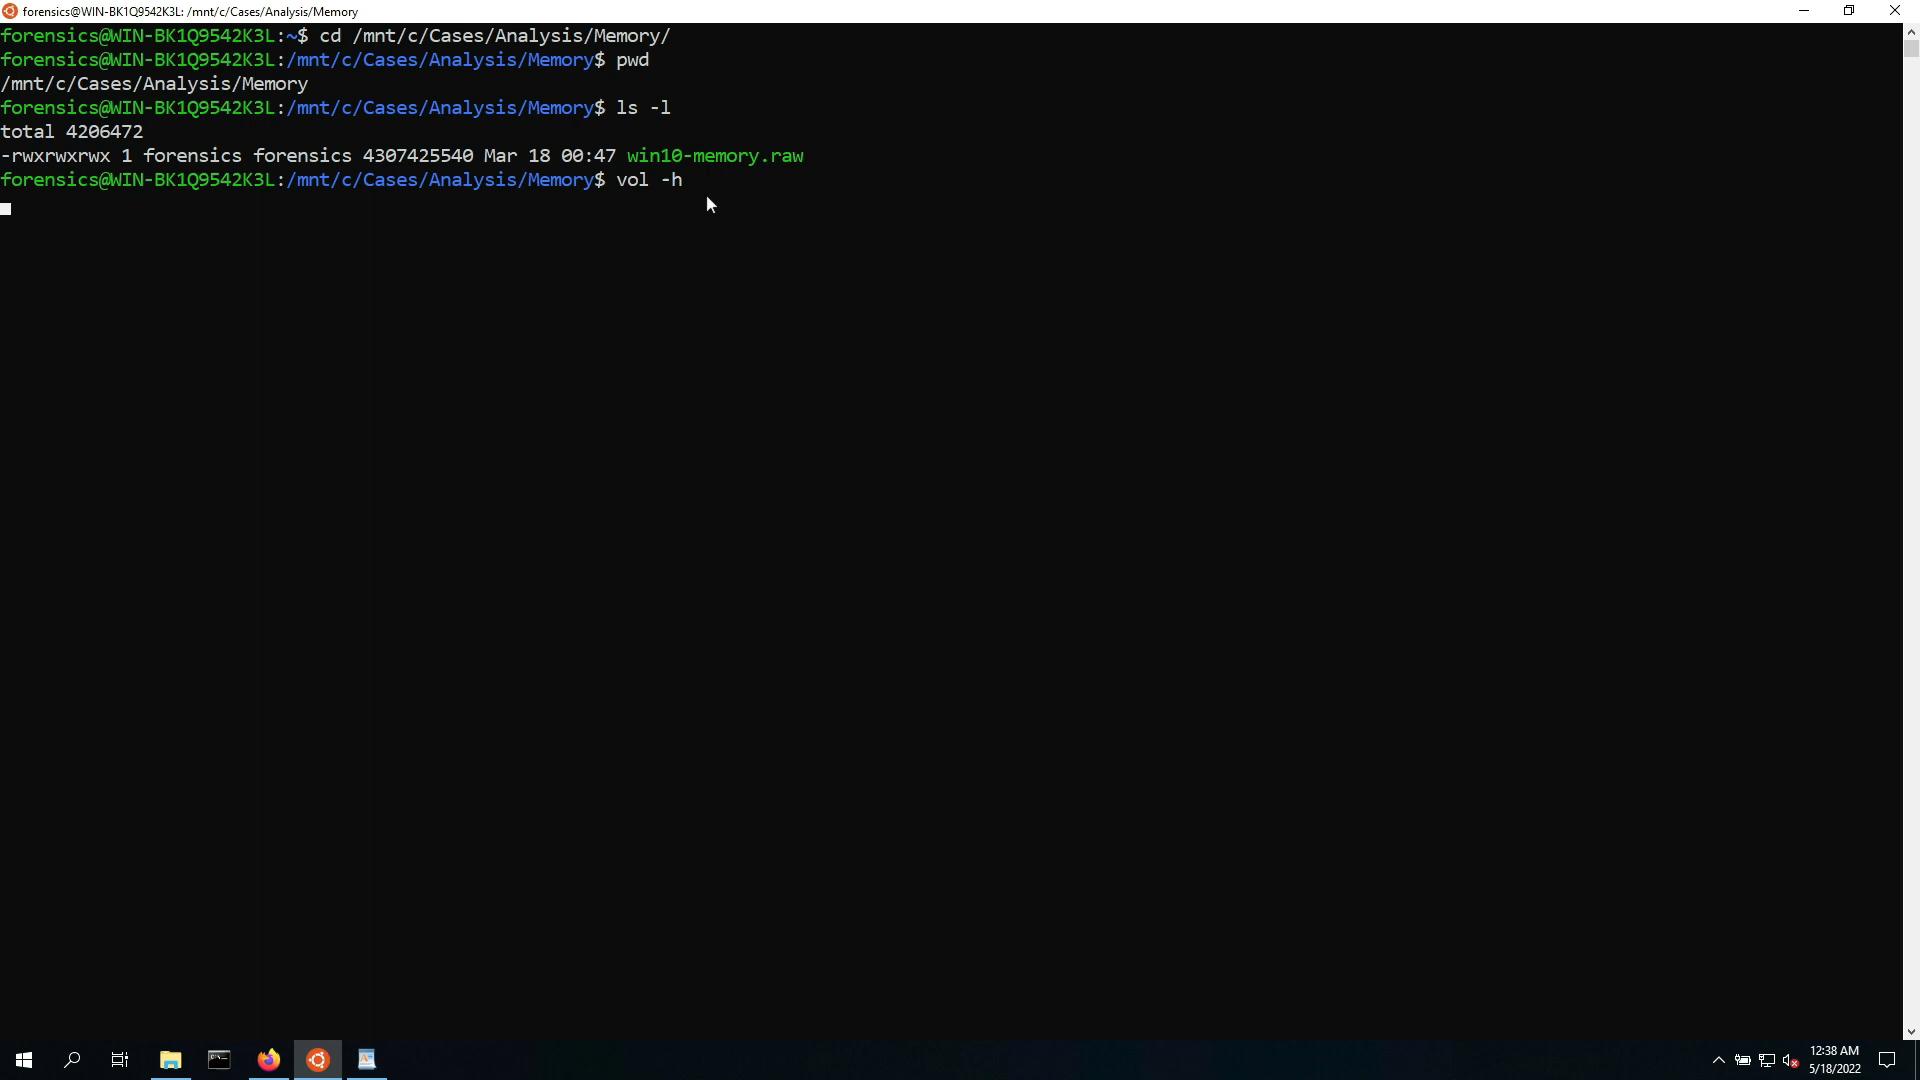 forensics@WIN-BK1Q9542K3L: /mnt/c/Cases/Analysis/Memory
forensics@WIN-BK1Q9542K3L:~$ cd /mnt/c/Cases/Analysis/Memory/
forensics@WIN-BK1Q9542K3L:/mnt/c/Cases/Analysis/Memory$ pwd
/mnt/c/Cases/Analysis/Memory
forensics@WIN-BK1Q9542K3L:/mnt/c/Cases/Analysis/Memory$ ls -l
total 4206472
-rwxrwxrwx 1 forensics forensics 4307425540 Mar 18 00:47 win10-memory.raw
forensics@WIN-BK1Q9542K3L:/mnt/c/Cases/Analysis/Memory$ vol -h
12:38 AM
5/18/2022